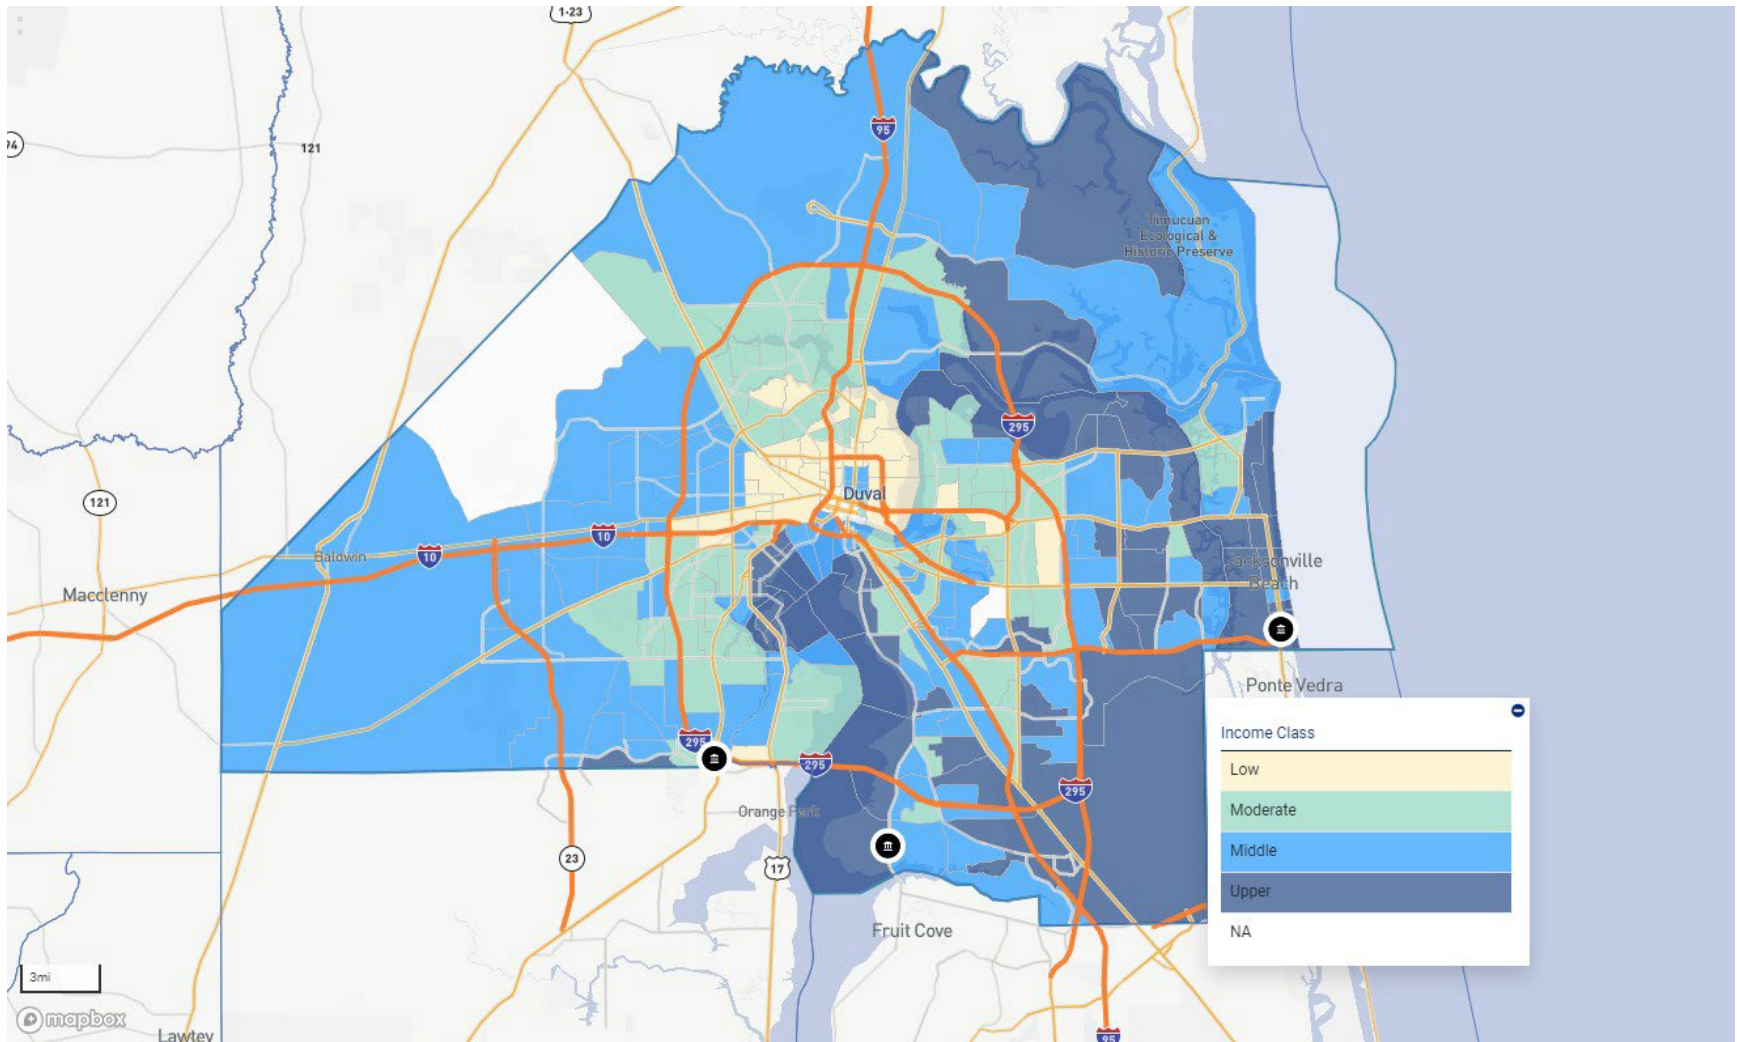 1-23
95
94
121
Timucuan
Ecological &
Historic Preserve
295
121
Duval
10
10
Baldwin
Jacksonville
Beach
Macclenny
Ponte Vedra
295
295
295
Orange Park
23
17
Fruit Cove
3mi
mapbox
Lawtey
95
Income Class
Low
Moderate
Middle
Upper
NA